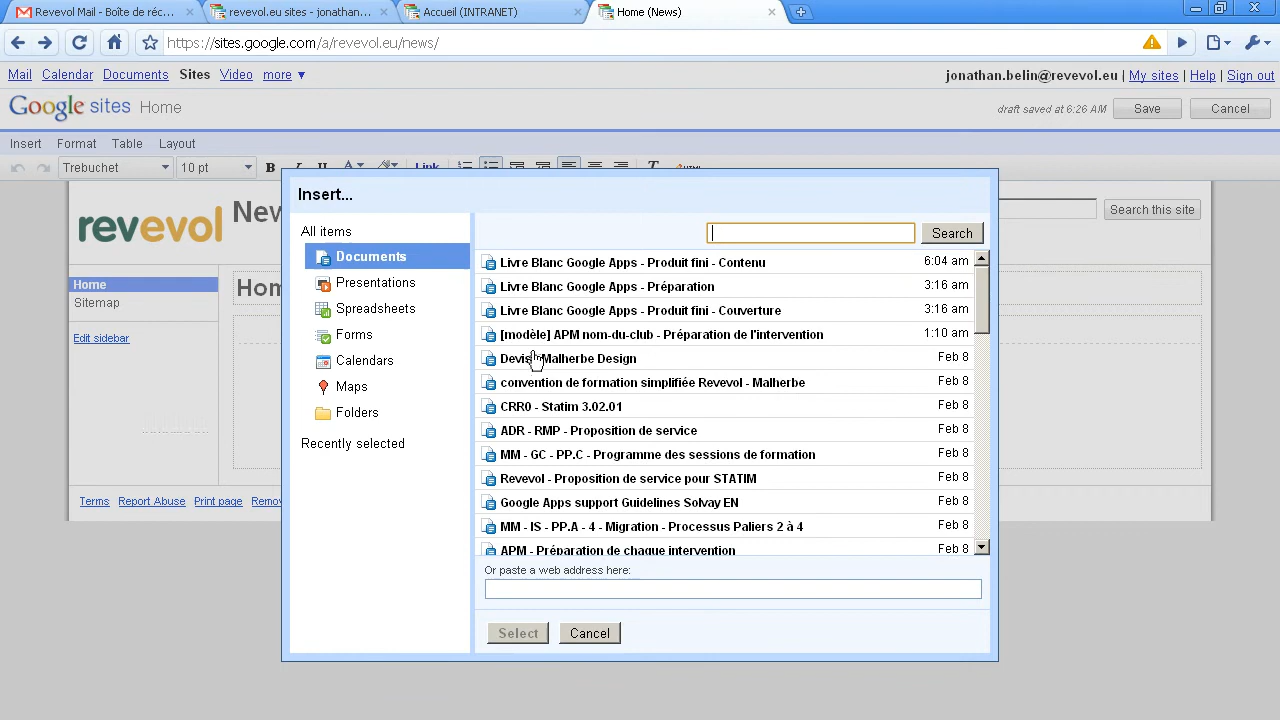 Revevol Mail - Boîte de réc...
revevol.eu sites - jonathan....
Accueil (INTRANET)
Home (News)
https://sites.google.com/a/revevol.eu/news/
Mail Calendar Documents Sites Video more ▼
jonathan.belin@revevol.eu | My sites | Help | Sign out
Google sites Home
draft saved at 6:26 AM Save Cancel
Insert Format Table Layout
Trebuchet 10 pt B I U A Link T HTML
Insert...
revevol
New
Search this site
All items
Search
Documents
Presentations
Spreadsheets
Forms
Calendars
Maps
Folders
Recently selected
Livre Blanc Google Apps - Produit fini - Contenu 6:04 am
Livre Blanc Google Apps - Préparation 3:16 am
Livre Blanc Google Apps - Produit fini - Couverture 3:16 am
[modèle] APM nom-du-club - Préparation de l'intervention 1:10 am
Devis Malherbe Design Feb 8
convention de formation simplifiée Revevol - Malherbe Feb 8
CRR0 - Statim 3.02.01 Feb 8
ADR - RMP - Proposition de service Feb 8
MM - GC - PP.C - Programme des sessions de formation Feb 8
Revevol - Proposition de service pour STATIM Feb 8
Google Apps support Guidelines Solvay EN Feb 8
MM - IS - PP.A - 4 - Migration - Processus Paliers 2 à 4 Feb 8
APM - Préparation de chaque intervention Feb 8
Or paste a web address here:
Select Cancel
Home
Sitemap
Edit sidebar
Hom
Terms Report Abuse Print page Remov